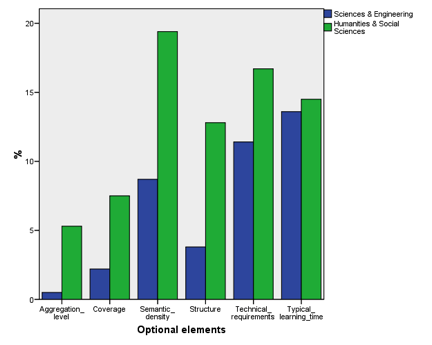 Sciences & Engineering
Humanities & Social
Sciences
20
15
%
10
5
0
Aggregation_
level
Coverage
Semantic_
density
Structure
Technical_
requirements
Typical_
learning_time
Optional elements